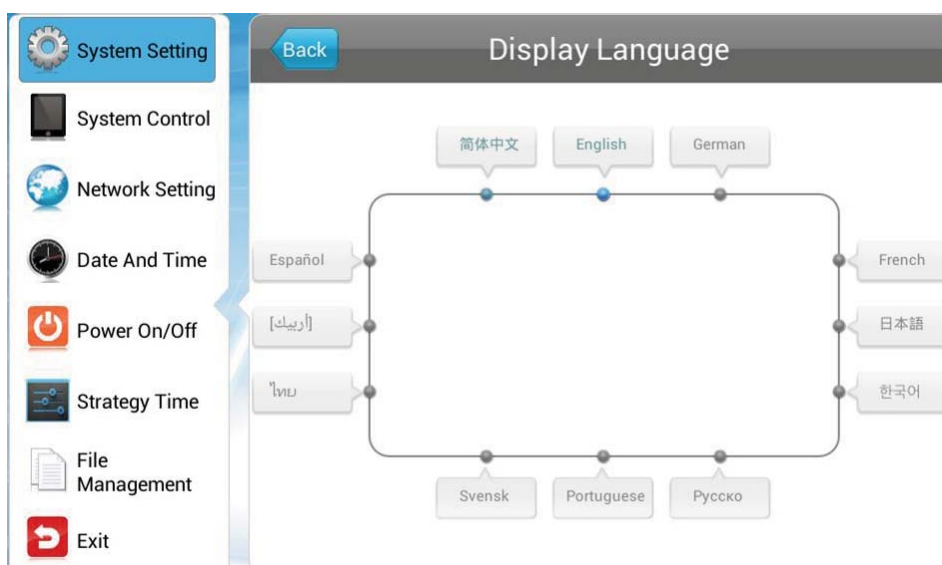 System Setting
System Control
Network Setting
Date And Time
Power On/Off
Strategy Time
File
Management
Exit
Back
Display Language
简体中文
English
German
Español
French
[أربيك]
日本語
ไทย
한국어
Svensk
Portuguese
Русско